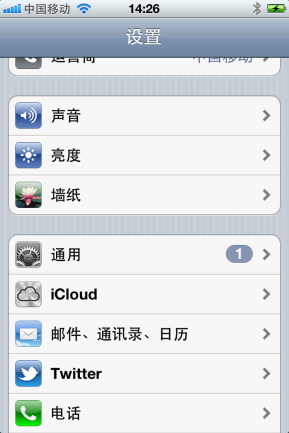 中国移动 14:26
设置
运营商 中国移动
声音
亮度
墙纸
通用 1
iCloud
邮件、通讯录、日历
Twitter
电话